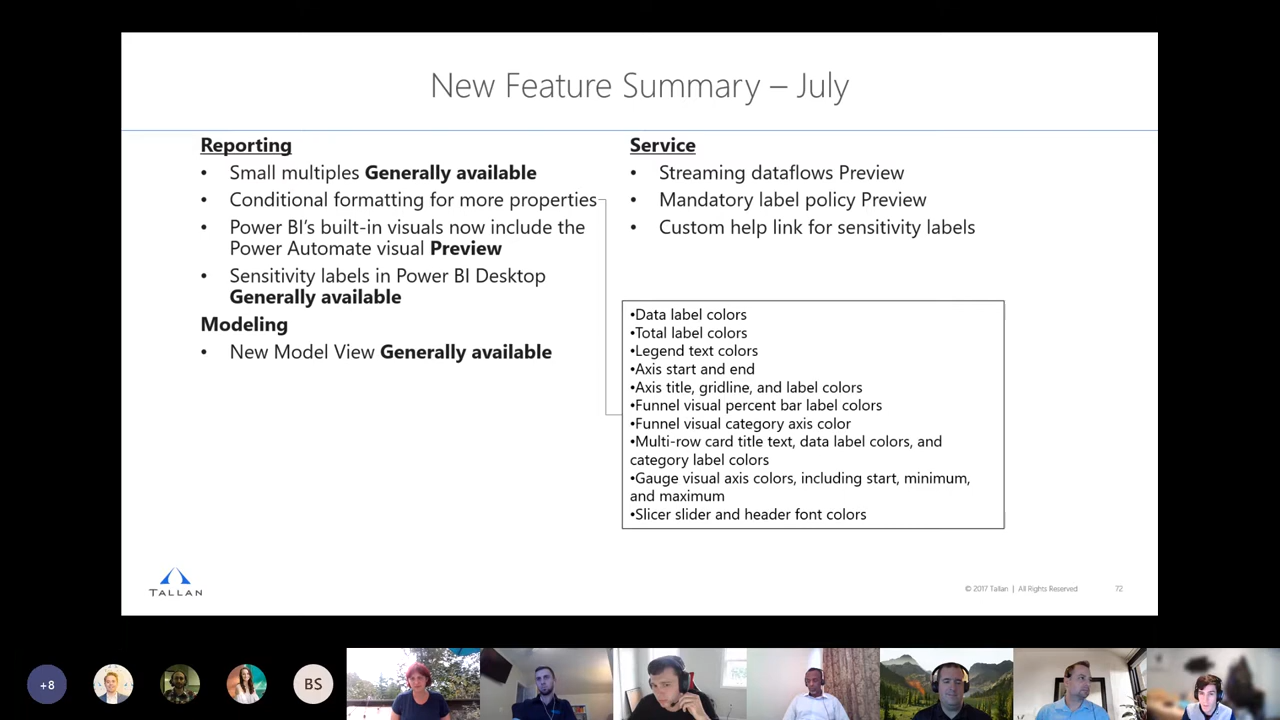 New Feature Summary – July
Reporting
• Small multiples Generally available
• Conditional formatting for more properties
• Power BI's built-in visuals now include the
Power Automate visual Preview
• Sensitivity labels in Power BI Desktop
Generally available
Modeling
• New Model View Generally available
Service
• Streaming dataflows Preview
• Mandatory label policy Preview
• Custom help link for sensitivity labels
•Data label colors
•Total label colors
•Legend text colors
•Axis start and end
•Axis title, gridline, and label colors
•Funnel visual percent bar label colors
•Funnel visual category axis color
•Multi-row card title text, data label colors, and
category label colors
•Gauge visual axis colors, including start, minimum,
and maximum
•Slicer slider and header font colors
TALLAN
© 2017 Tallan | All Rights Reserved 72
+8
BS